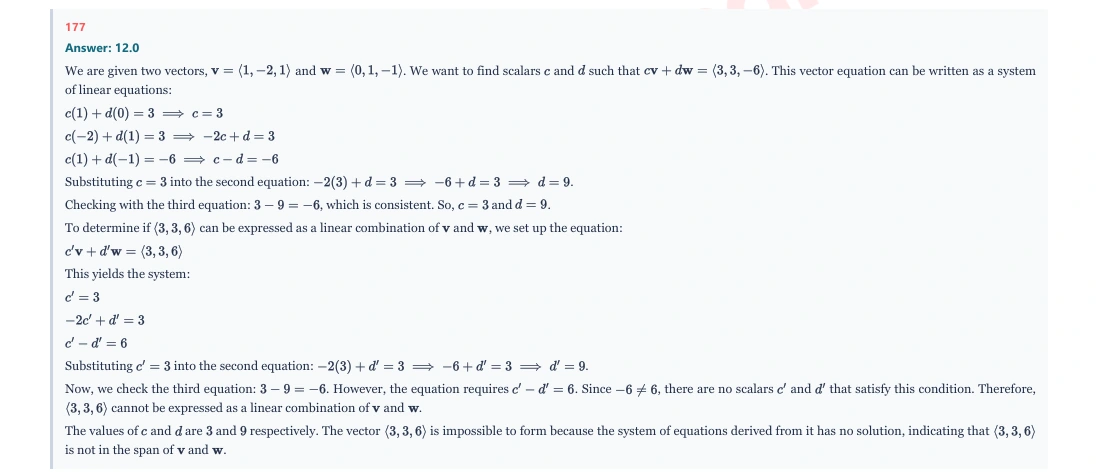 177
Answer: 12.0
We are given two vectors, v = ⟨1, −2, 1⟩ and w = ⟨0, 1, −1⟩. We want to find scalars c and d such that cv + dw = ⟨3, 3, −6⟩. This vector equation can be written as a system
of linear equations:
c(1) + d(0) = 3 ⟹ c = 3
c(−2) + d(1) = 3 ⟹ −2c + d = 3
c(1) + d(−1) = −6 ⟹ c − d = −6
Substituting c = 3 into the second equation: −2(3) + d = 3 ⟹ −6 + d = 3 ⟹ d = 9.
Checking with the third equation: 3 − 9 = −6, which is consistent. So, c = 3 and d = 9.
To determine if ⟨3, 3, 6⟩ can be expressed as a linear combination of v and w, we set up the equation:
c′v + d′w = ⟨3, 3, 6⟩
This yields the system:
c′ = 3
−2c′ + d′ = 3
c′ − d′ = 6
Substituting c′ = 3 into the second equation: −2(3) + d′ = 3 ⟹ −6 + d′ = 3 ⟹ d′ = 9.
Now, we check the third equation: 3 − 9 = −6. However, the equation requires c′ − d′ = 6. Since −6 ≠ 6, there are no scalars c′ and d′ that satisfy this condition. Therefore,
⟨3, 3, 6⟩ cannot be expressed as a linear combination of v and w.
The values of c and d are 3 and 9 respectively. The vector ⟨3, 3, 6⟩ is impossible to form because the system of equations derived from it has no solution, indicating that ⟨3, 3, 6⟩
is not in the span of v and w.